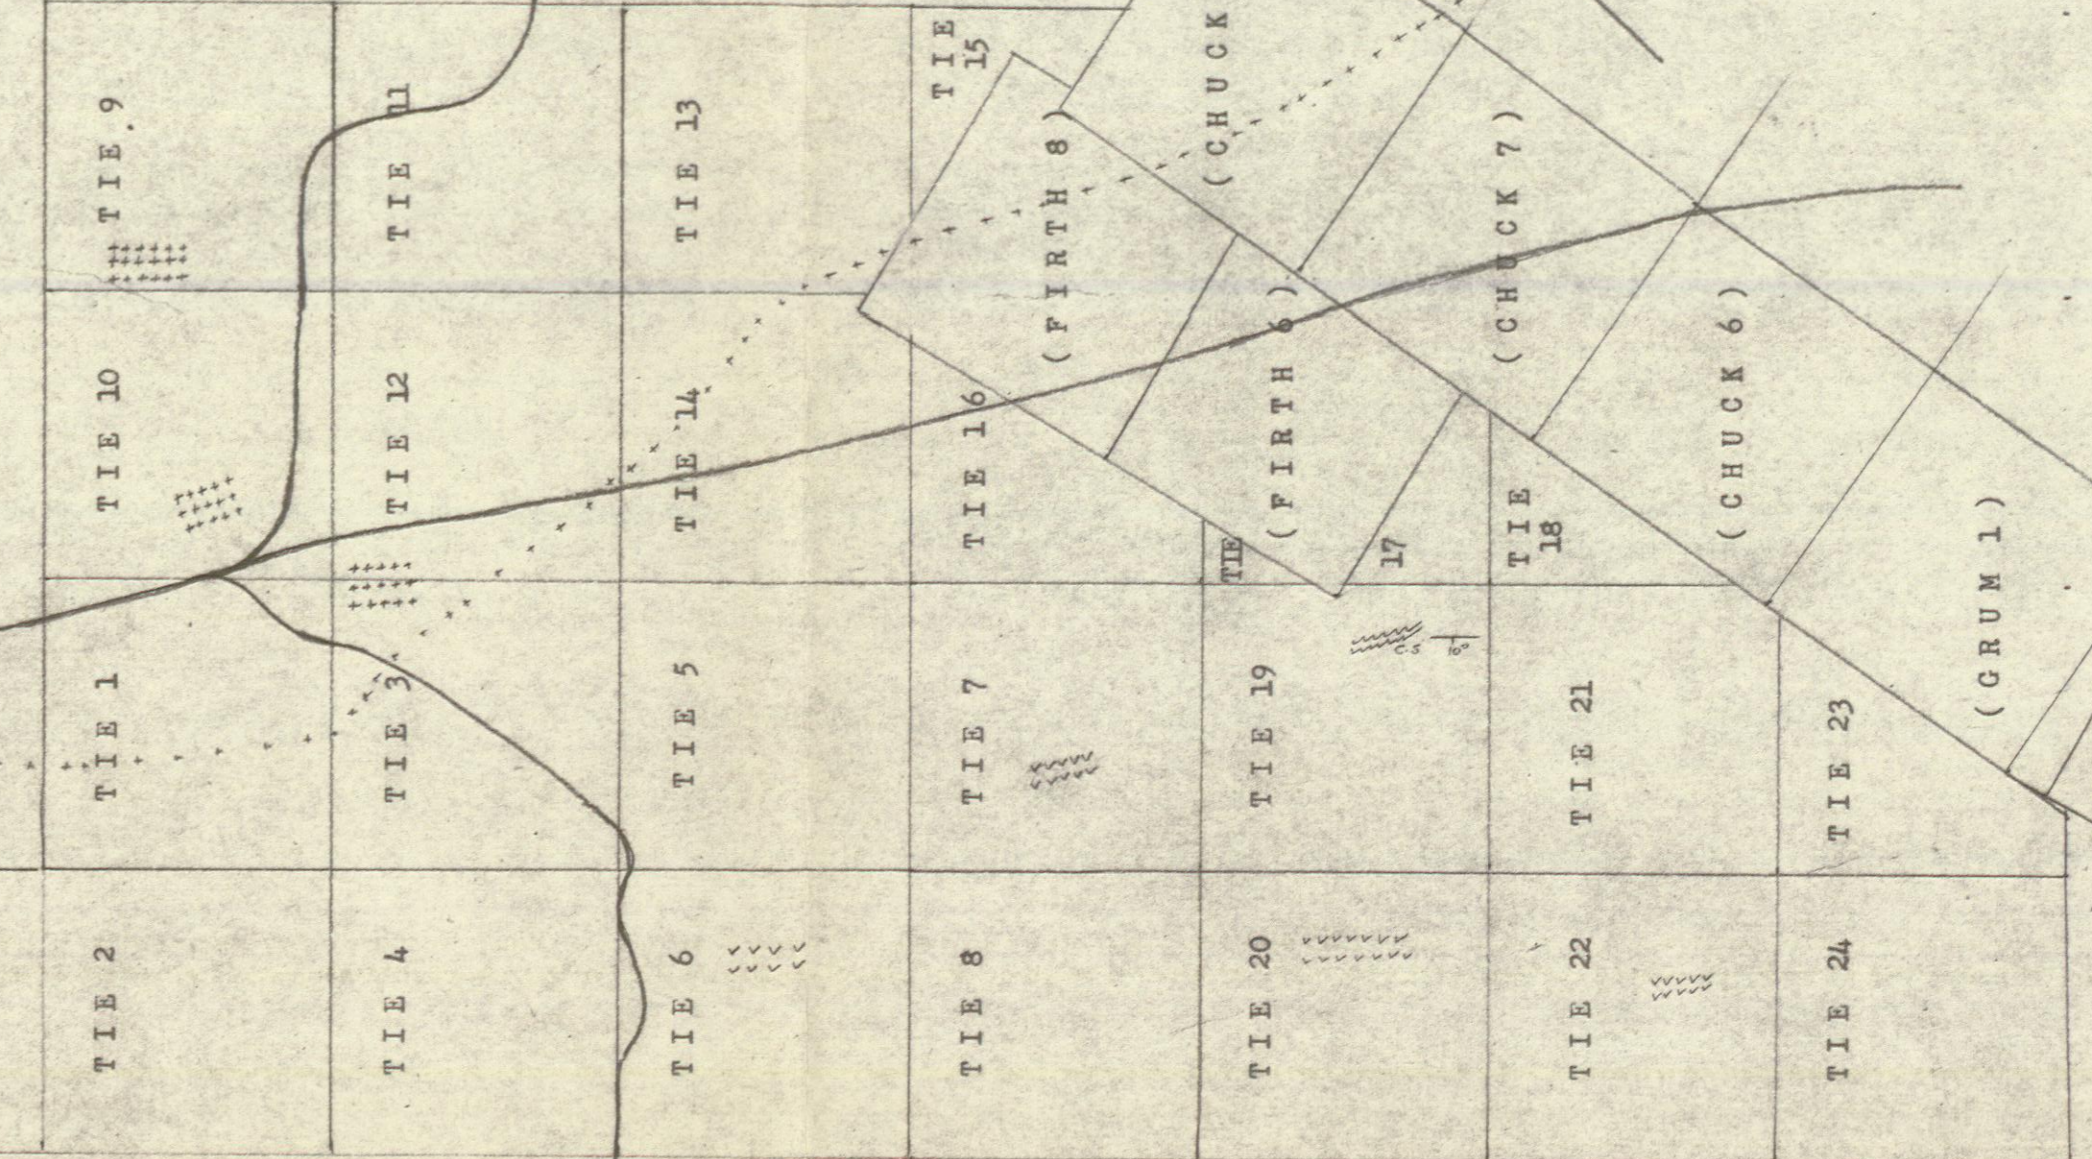 TIE 9
TIE 11
TIE 13
TIE
15
(FIRTH 8)
(CHUCK
(CHUCK 7)
TIE 10
TIE 12
TIE 14
TIE 16
(FIRTH 6)
(CHUCK 6)
TIE
17
TIE
18
(GRUM 1)
TIE 1
TIE 3
TIE 5
TIE 7
TIE 19
C.S 10°
TIE 21
TIE 23
TIE 2
TIE 4
TIE 6
TIE 8
TIE 20
TIE 22
TIE 24